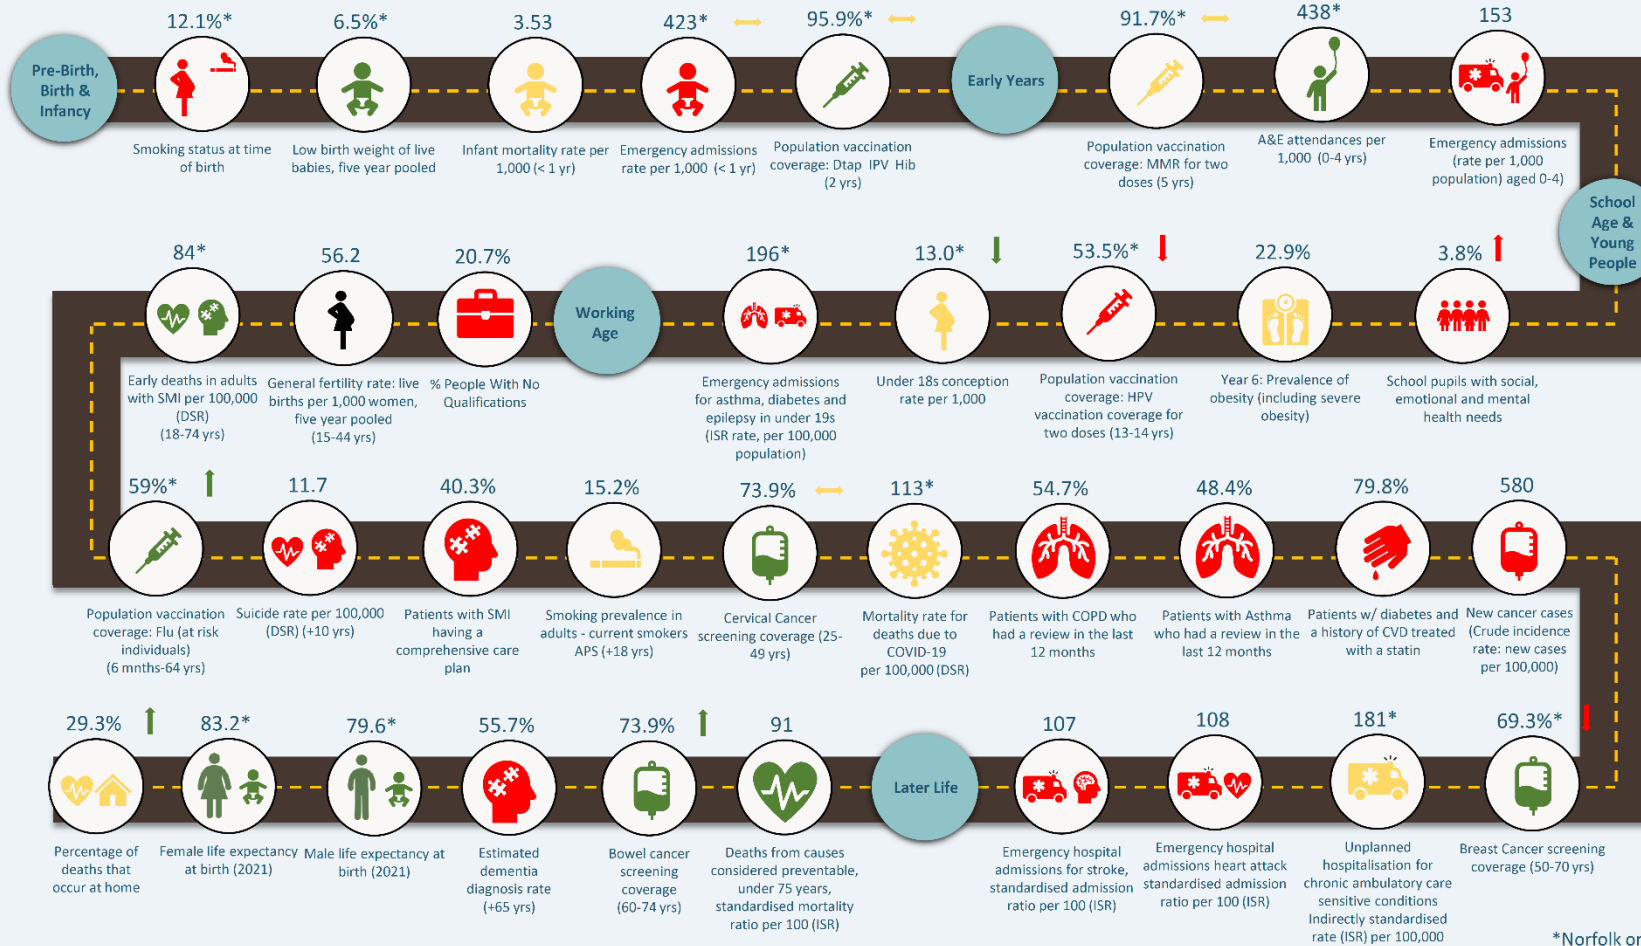 12.1%*
6.5%*
3.53
423*
95.9%*
91.7%*
438*
153
Pre-Birth,
Birth &
Infancy
Early Years
Smoking status at time
of birth
Low birth weight of live
babies, five year pooled
Infant mortality rate per
1,000 (< 1 yr)
Emergency admissions
rate per 1,000 (< 1 yr)
Population vaccination
coverage: Dtap IPV Hib
(2 yrs)
Population vaccination
coverage: MMR for two
doses (5 yrs)
A&E attendances per
1,000 (0-4 yrs)
Emergency admissions
(rate per 1,000
population) aged 0-4)
School
Age &
Young
People
84*
56.2
20.7%
196*
13.0*
53.5%*
22.9%
3.8%
Working
Age
Early deaths in adults
with SMI per 100,000
(DSR)
(18-74 yrs)
General fertility rate: live
births per 1,000 women,
five year pooled
(15-44 yrs)
% People With No
Qualifications
Emergency admissions
for asthma, diabetes and
epilepsy in under 19s
(ISR rate, per 100,000
population)
Under 18s conception
rate per 1,000
Population vaccination
coverage: HPV
vaccination coverage for
two doses (13-14 yrs)
Year 6: Prevalence of
obesity (including severe
obesity)
School pupils with social,
emotional and mental
health needs
59%*
11.7
40.3%
15.2%
73.9%
113*
54.7%
48.4%
79.8%
580
Population vaccination
coverage: Flu (at risk
individuals)
(6 mnths-64 yrs)
Suicide rate per 100,000
(DSR) (+10 yrs)
Patients with SMI
having a
comprehensive care
plan
Smoking prevalence in
adults - current smokers
APS (+18 yrs)
Cervical Cancer
screening coverage (25-
49 yrs)
Mortality rate for
deaths due to
COVID-19
per 100,000 (DSR)
Patients with COPD who
had a review in the last
12 months
Patients with Asthma
who had a review in the
last 12 months
Patients w/ diabetes and
a history of CVD treated
with a statin
New cancer cases
(Crude incidence
rate: new cases
per 100,000)
29.3%
83.2*
79.6*
55.7%
73.9%
91
107
108
181*
69.3%*
Later Life
Percentage of
deaths that
occur at home
Female life expectancy
at birth (2021)
Male life expectancy at
birth (2021)
Estimated
dementia
diagnosis rate
(+65 yrs)
Bowel cancer
screening
coverage
(60-74 yrs)
Deaths from causes
considered preventable,
under 75 years,
standardised mortality
ratio per 100 (ISR)
Emergency hospital
admissions for stroke,
standardised admission
ratio per 100 (ISR)
Emergency hospital
admissions heart attack
standardised admission
ratio per 100 (ISR)
Unplanned
hospitalisation for
chronic ambulatory care
sensitive conditions
Indirectly standardised
rate (ISR) per 100,000
Breast Cancer screening
coverage (50-70 yrs)
*Norfolk